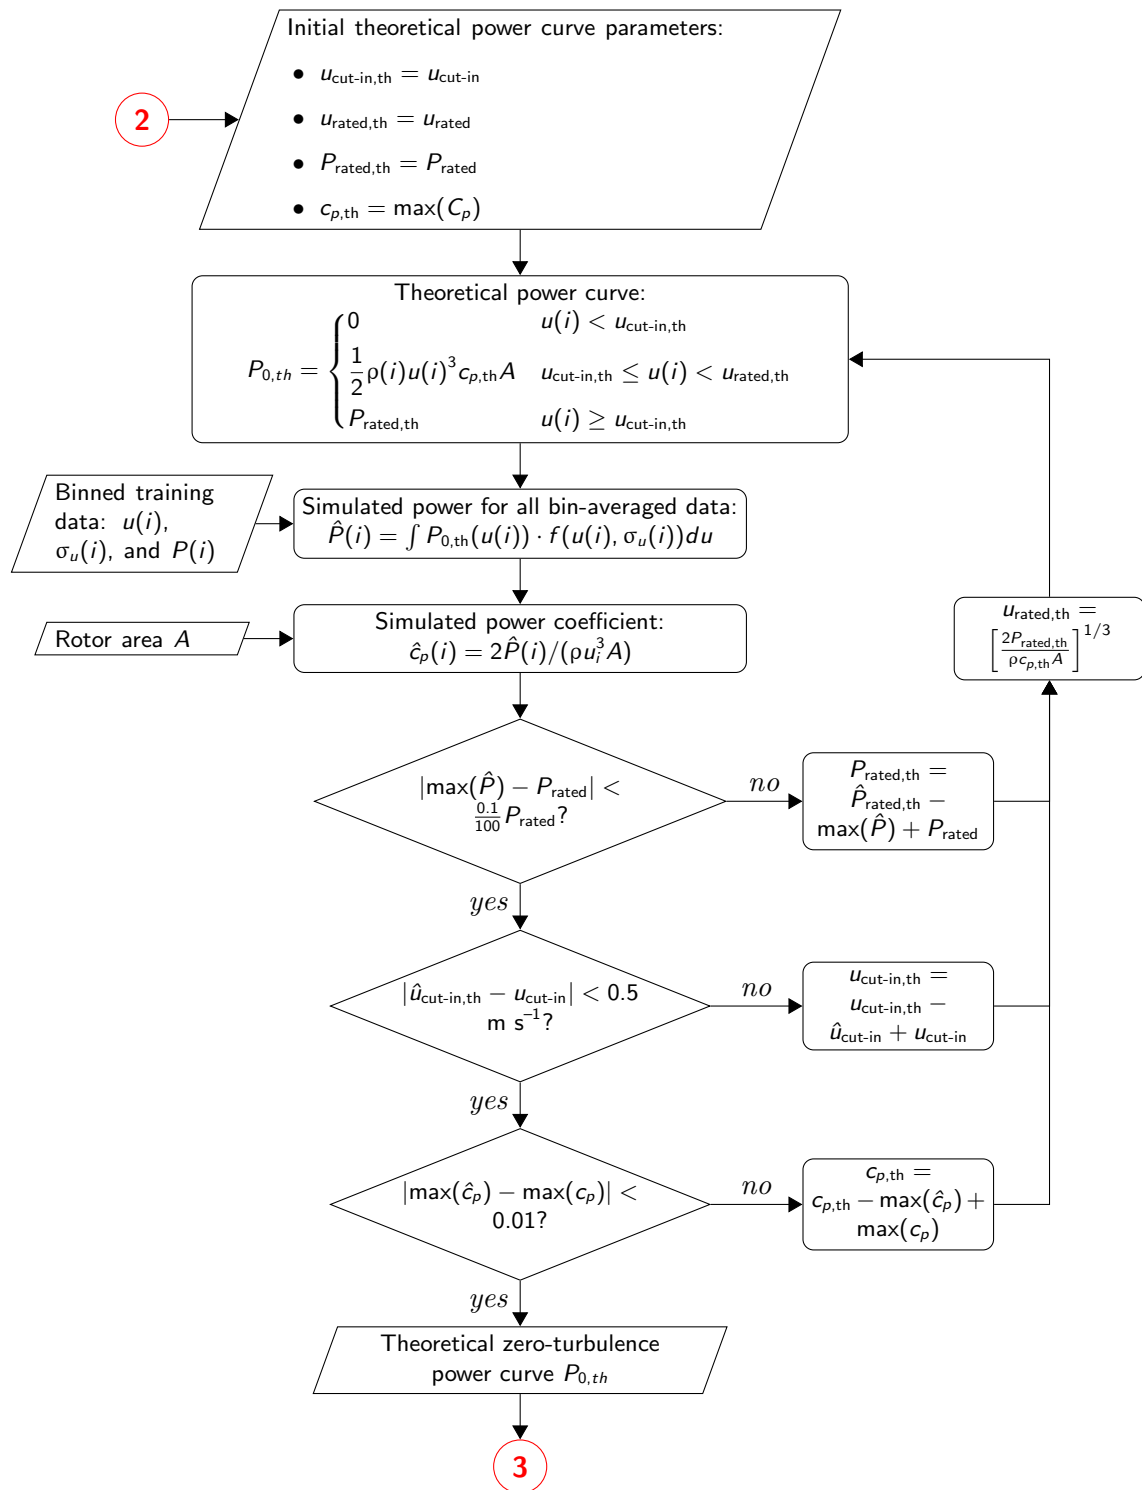 Initial theoretical power curve parameters:
• u_cut-in,th = u_cut-in
2
• u_rated,th = u_rated
• P_rated,th = P_rated
• c_p,th = max(C_p)
Theoretical power curve:
P_0,th = { 0 u(i) < u_cut-in,th
1/2 ρ(i)u(i)^3 c_p,th A u_cut-in,th ≤ u(i) < u_rated,th
P_rated,th u(i) ≥ u_cut-in,th
Binned training
data: u(i),
σ_u(i), and P(i)
Simulated power for all bin-averaged data:
P̂(i) = ∫ P_0,th(u(i)) · f(u(i), σ_u(i))du
Rotor area A
Simulated power coefficient:
ĉ_p(i) = 2P̂(i)/(ρu_i^3 A)
u_rated,th =
[2P_rated,th / ρc_p,th A]^1/3
|max(P̂) − P_rated| <
0.1/100 P_rated?
no
P_rated,th =
P̂_rated,th −
max(P̂) + P_rated
yes
|û_cut-in,th − u_cut-in| < 0.5
m s^−1?
no
u_cut-in,th =
u_cut-in,th −
û_cut-in + u_cut-in
yes
|max(ĉ_p) − max(c_p)| <
0.01?
no
c_p,th =
c_p,th − max(ĉ_p) +
max(c_p)
yes
Theoretical zero-turbulence
power curve P_0,th
3